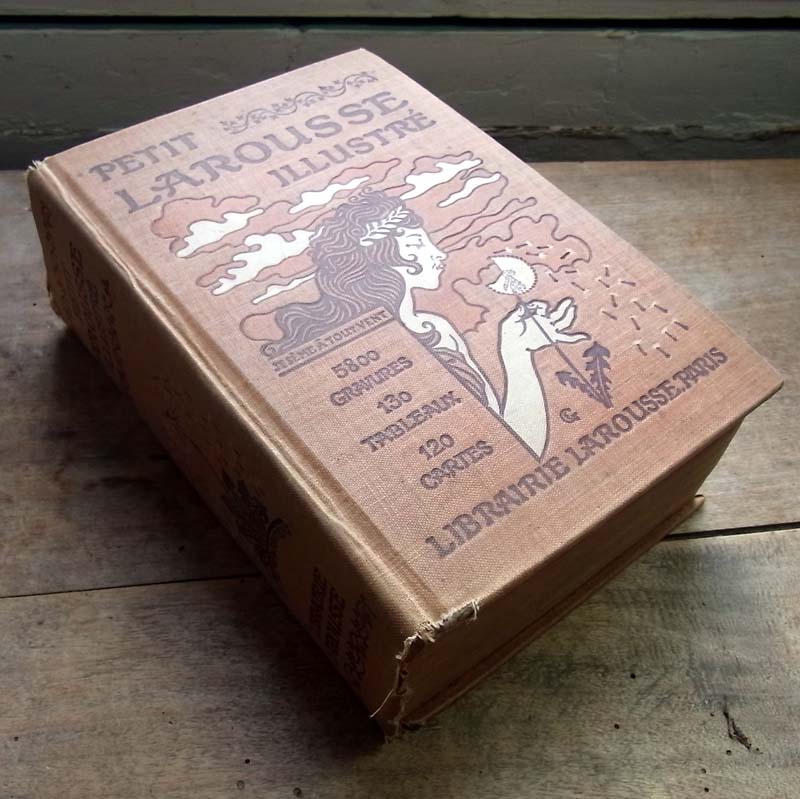 PETIT
LAROUSSE
ILLUSTRÉ
JE SÈME À TOUT VENT
5800
GRAVURES
130
TABLEAUX
120
CARTES
G
LIBRAIRIE LAROUSSE, PARIS